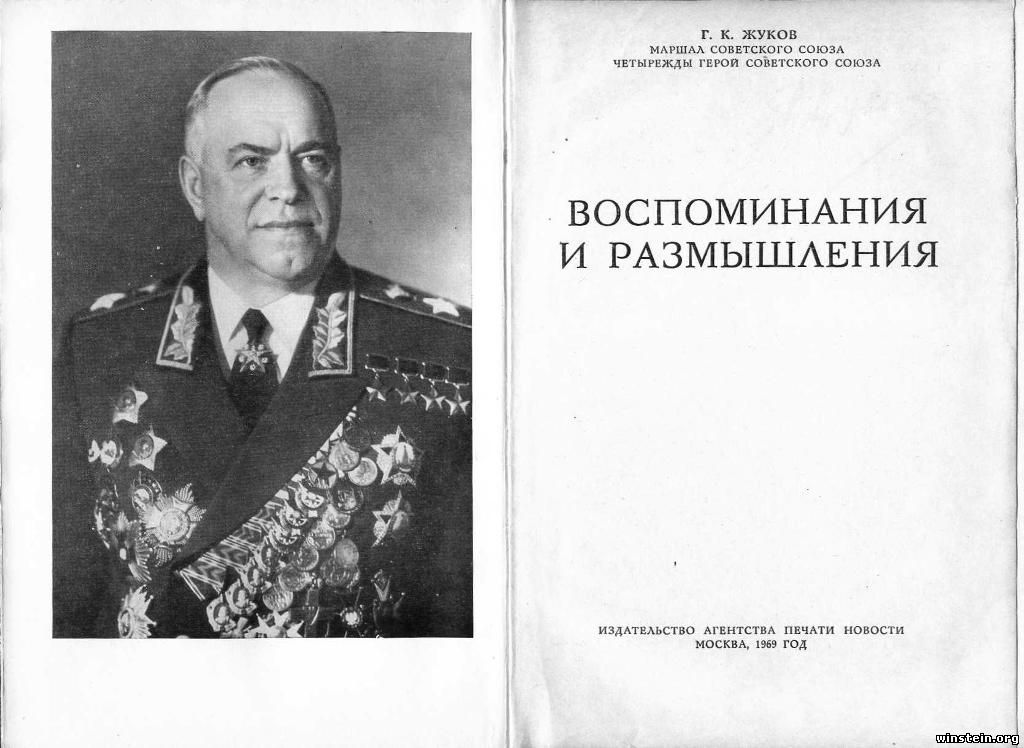 Г. К. ЖУКОВ
МАРШАЛ СОВЕТСКОГО СОЮЗА
ЧЕТЫРЕЖДЫ ГЕРОЙ СОВЕТСКОГО СОЮЗА
ВОСПОМИНАНИЯ
И РАЗМЫШЛЕНИЯ
ИЗДАТЕЛЬСТВО АГЕНТСТВА ПЕЧАТИ НОВОСТИ
МОСКВА, 1969 ГОД
winstein.org